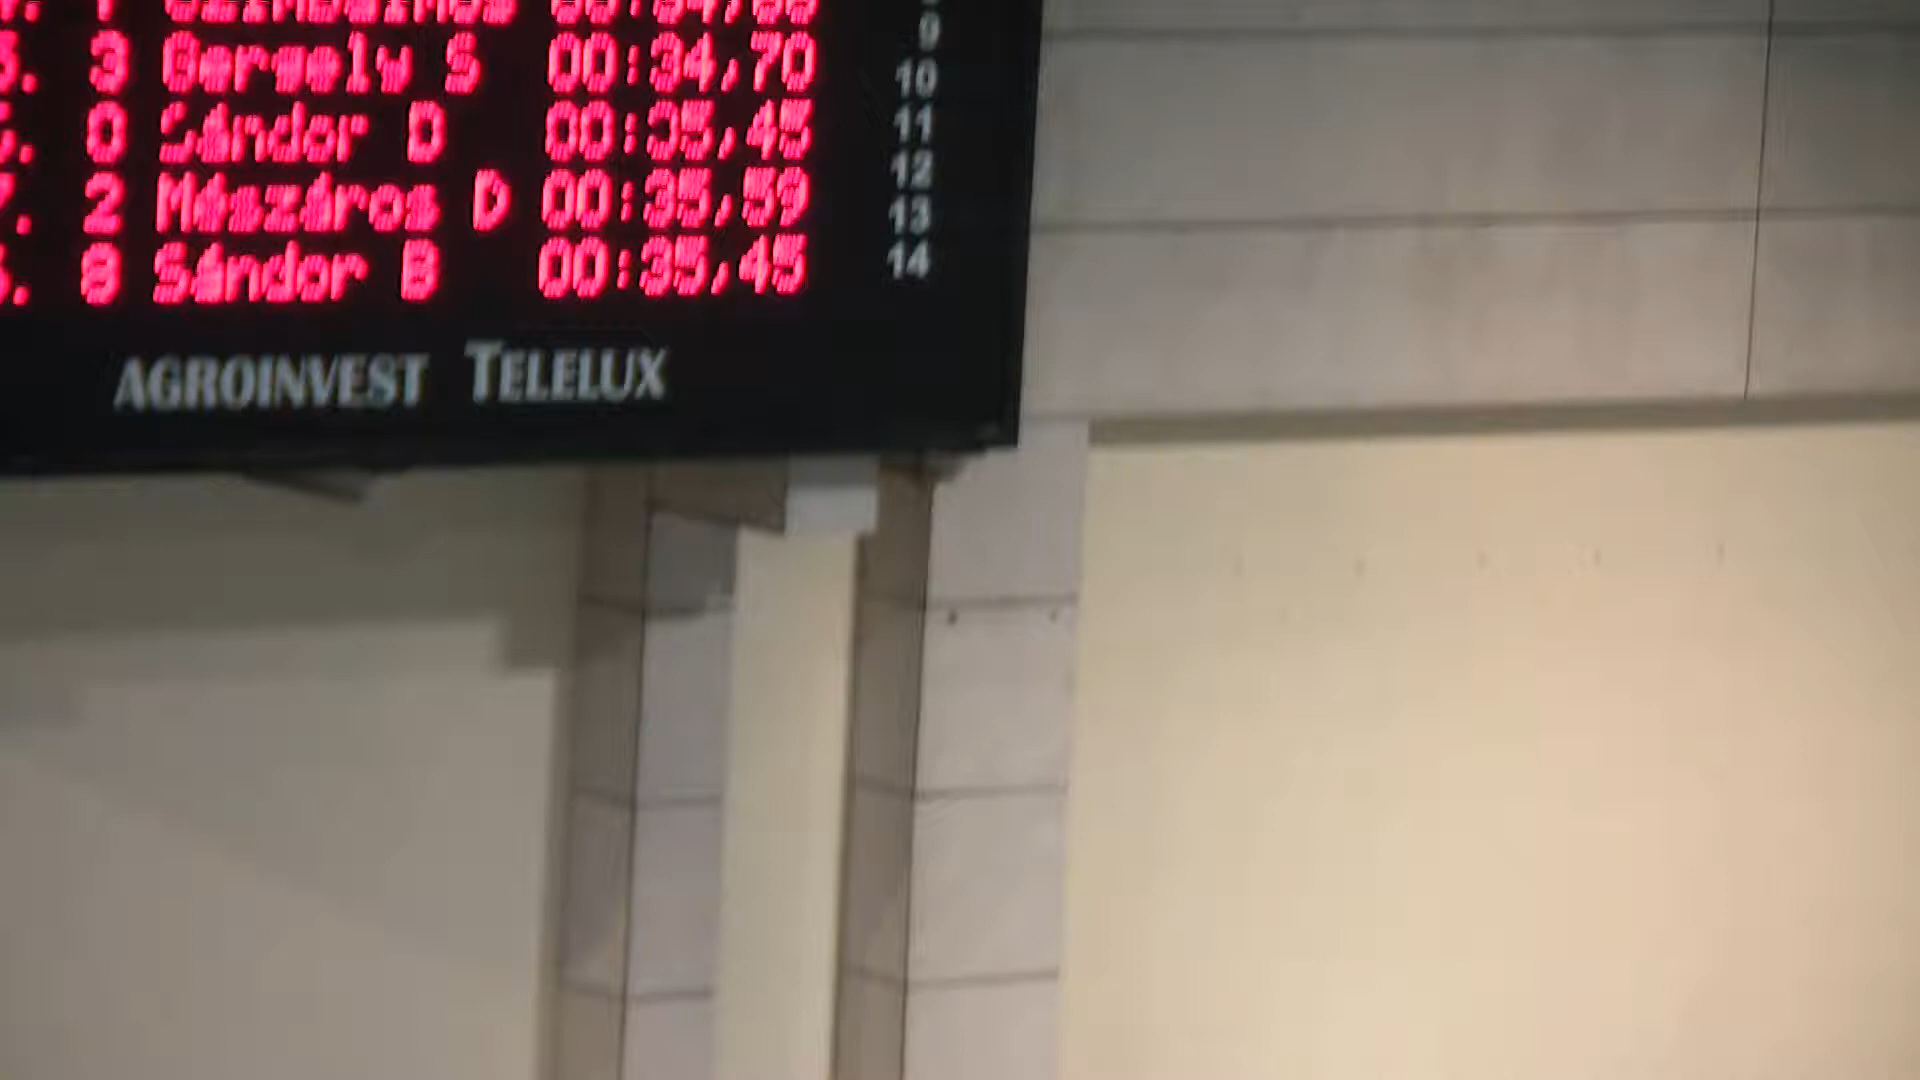 3 Gergely S 00:34,70 10
0 Sándor D 00:35,45 11
12
7. 2 Mészáros D 00:35,59 13
8 Sándor B 00:35,45 14
9
AGROINVEST TELELUX